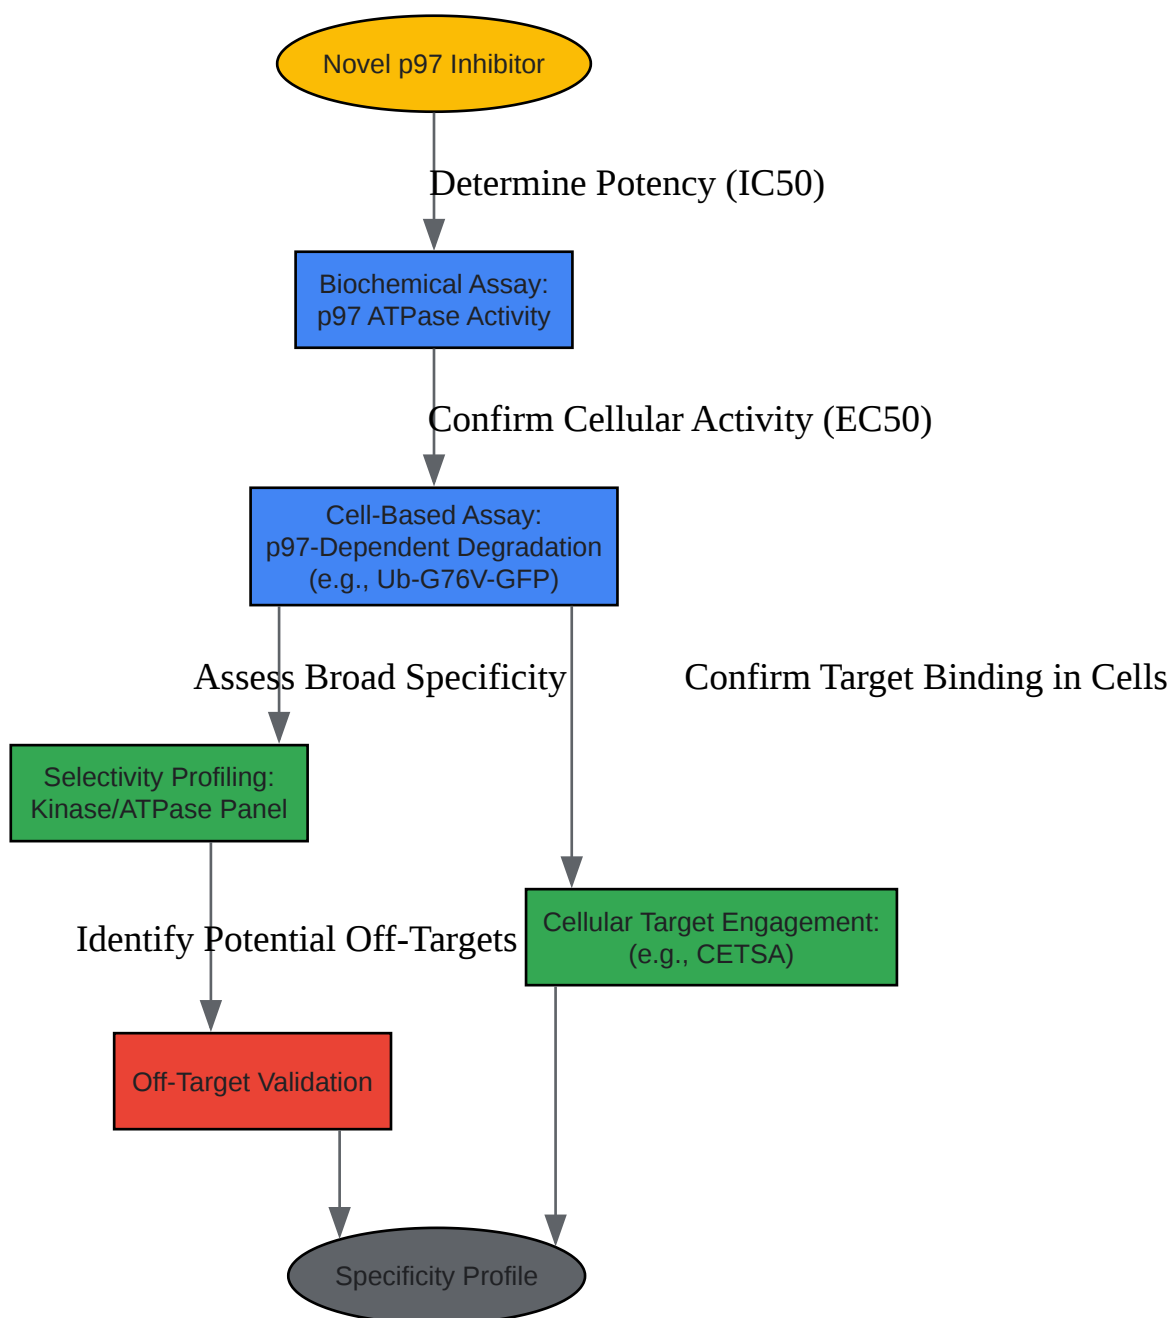 Novel p97 Inhibitor
Determine Potency (IC50)
Biochemical Assay:
p97 ATPase Activity
Confirm Cellular Activity (EC50)
Cell-Based Assay:
p97-Dependent Degradation
(e.g., Ub-G76V-GFP)
Assess Broad Specificity
Confirm Target Binding in Cells
Selectivity Profiling:
Kinase/ATPase Panel
Identify Potential Off-Targets
Cellular Target Engagement:
(e.g., CETSA)
Off-Target Validation
Specificity Profile